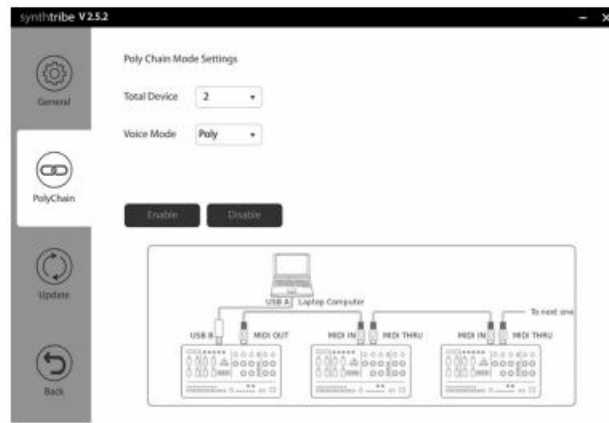 synthtribe V 2.5.2
General
PolyChain
Update
Back
Poly Chain Mode Settings
Total Device 2
Voice Mode Poly
Enable Disable
USB A Laptop Computer
To next one
USB B MIDI OUT MIDI IN MIDI THRU MIDI IN MIDI THRU